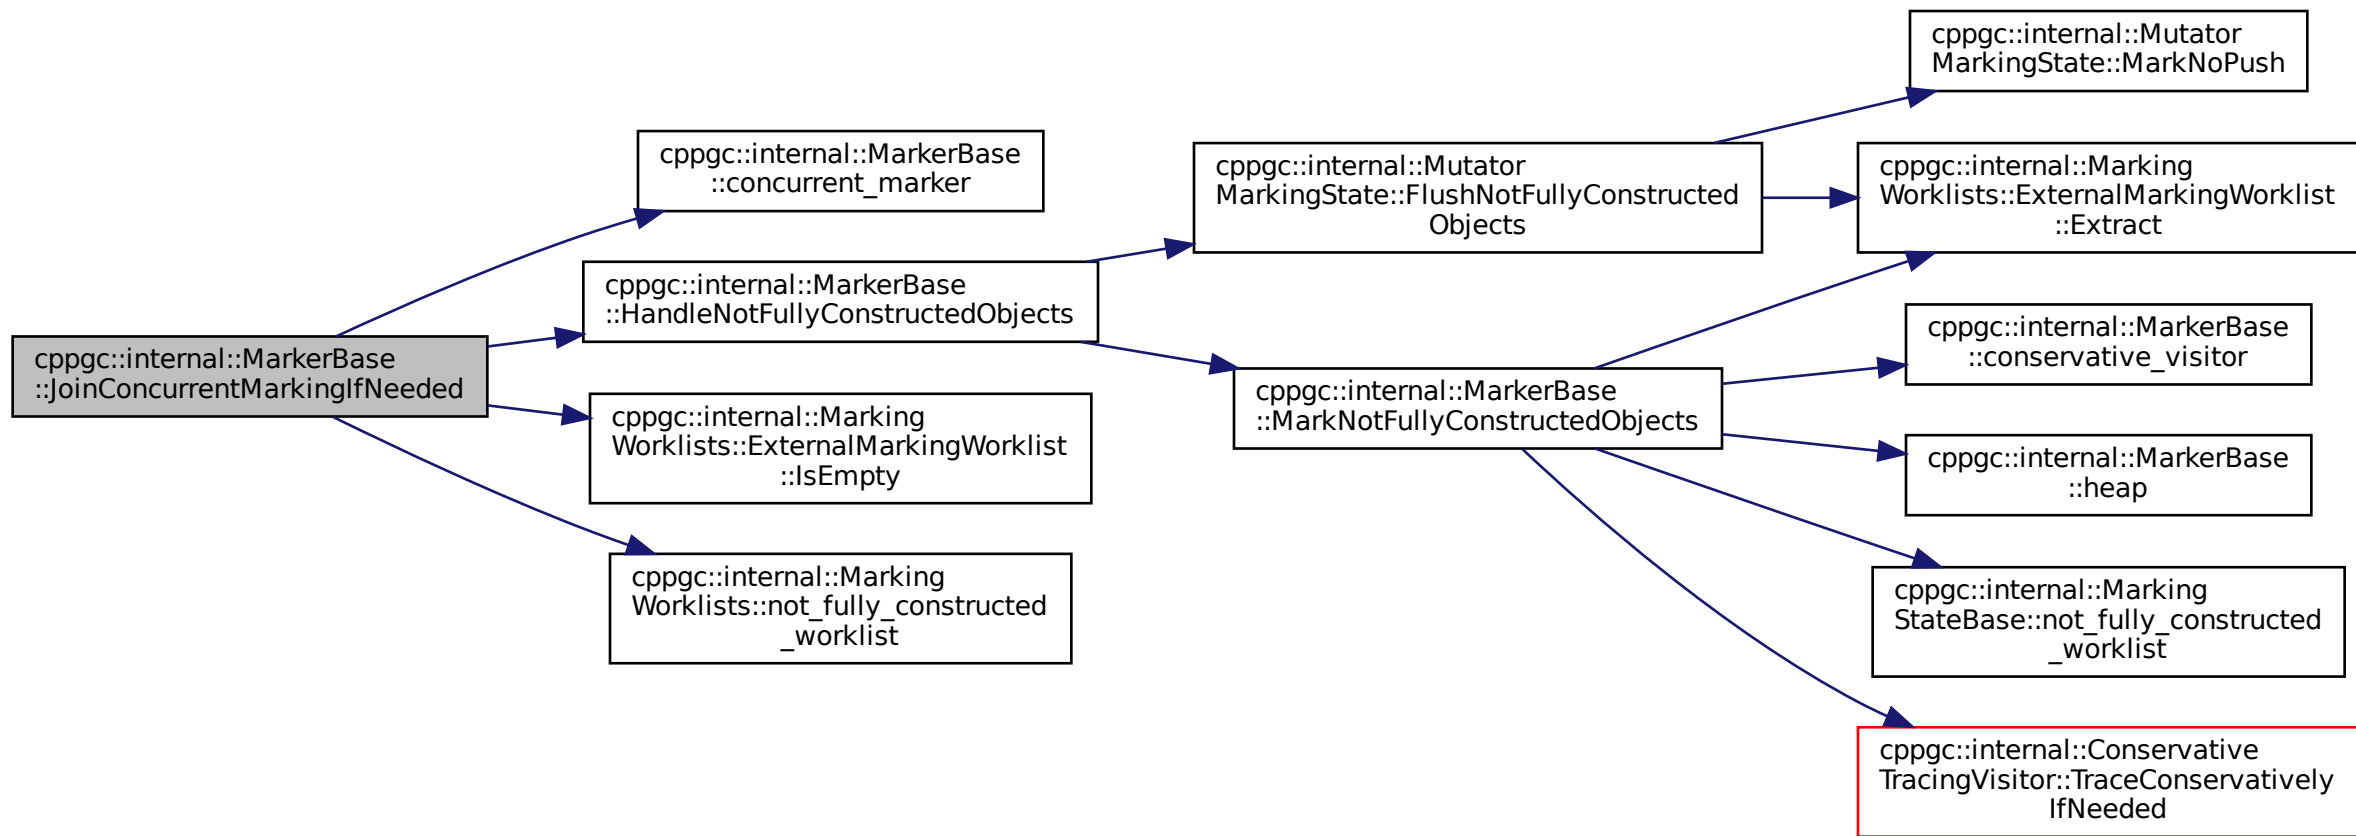 cppgc::internal::MarkerBase
::JoinConcurrentMarkingIfNeeded
cppgc::internal::MarkerBase
::concurrent_marker
cppgc::internal::MarkerBase
::HandleNotFullyConstructedObjects
cppgc::internal::Marking
Worklists::ExternalMarkingWorklist
::IsEmpty
cppgc::internal::Marking
Worklists::not_fully_constructed
_worklist
cppgc::internal::Mutator
MarkingState::FlushNotFullyConstructed
Objects
cppgc::internal::MarkerBase
::MarkNotFullyConstructedObjects
cppgc::internal::Mutator
MarkingState::MarkNoPush
cppgc::internal::Marking
Worklists::ExternalMarkingWorklist
::Extract
cppgc::internal::MarkerBase
::conservative_visitor
cppgc::internal::MarkerBase
::heap
cppgc::internal::Marking
StateBase::not_fully_constructed
_worklist
cppgc::internal::Conservative
TracingVisitor::TraceConservatively
IfNeeded